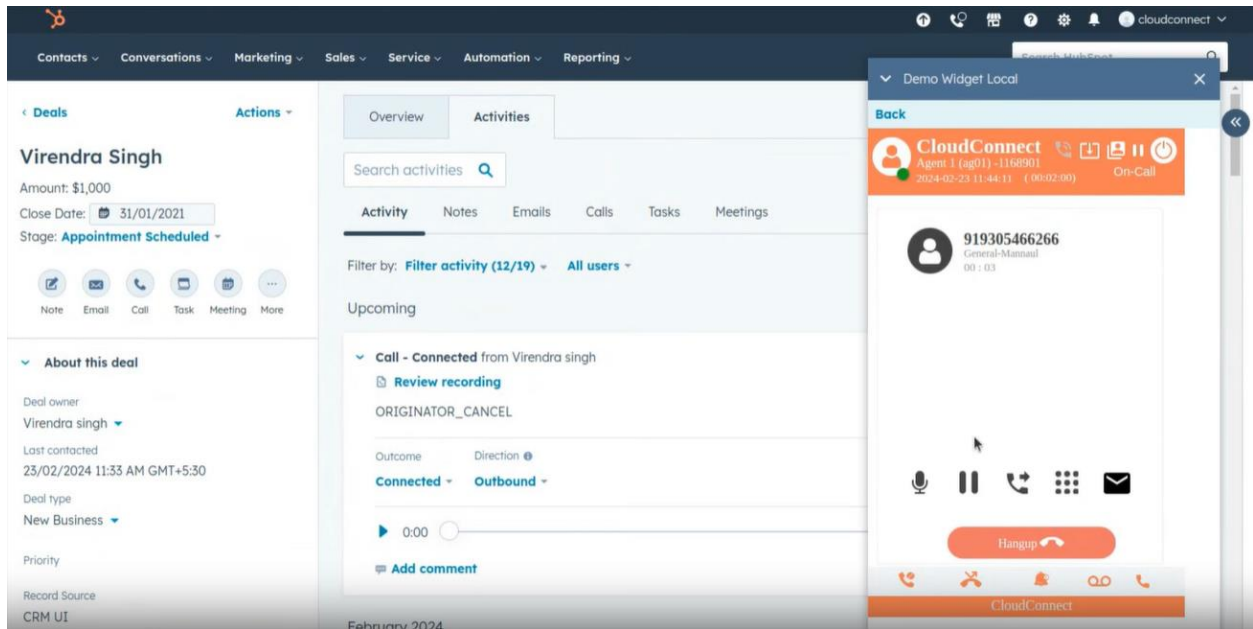 cloudconnect
Contacts Conversations Marketing Sales Service Automation Reporting
Search HubSpot
Deals
Actions
Virendra Singh
Amount: $1,000
Close Date: 31/01/2021
Stage: Appointment Scheduled
Note Email Call Task Meeting More
About this deal
Deal owner
Virendra singh
Last contacted
23/02/2024 11:33 AM GMT+5:30
Deal type
New Business
Priority
Record Source
CRM UI
Overview Activities
Search activities
Activity Notes Emails Calls Tasks Meetings
Filter by: Filter activity (12/19) All users
Upcoming
Call - Connected from Virendra singh
Review recording
ORIGINATOR_CANCEL
Outcome Direction
Connected Outbound
0:00
Add comment
February 2024
Demo Widget Local
Back
CloudConnect
Agent 1 (ag01) -1168901
2024-02-23 11:44:11 ( 00:02:00)
On-Call
919305466266
General-Mannaul
00 : 03
Hangup
CloudConnect